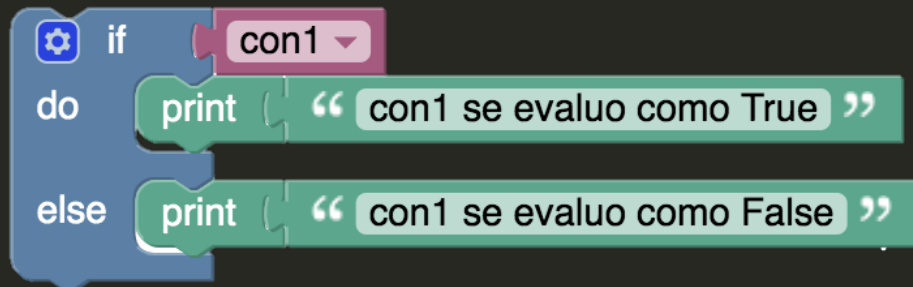 if con1
do print “ con1 se evaluo como True ”
else print “ con1 se evaluo como False ”